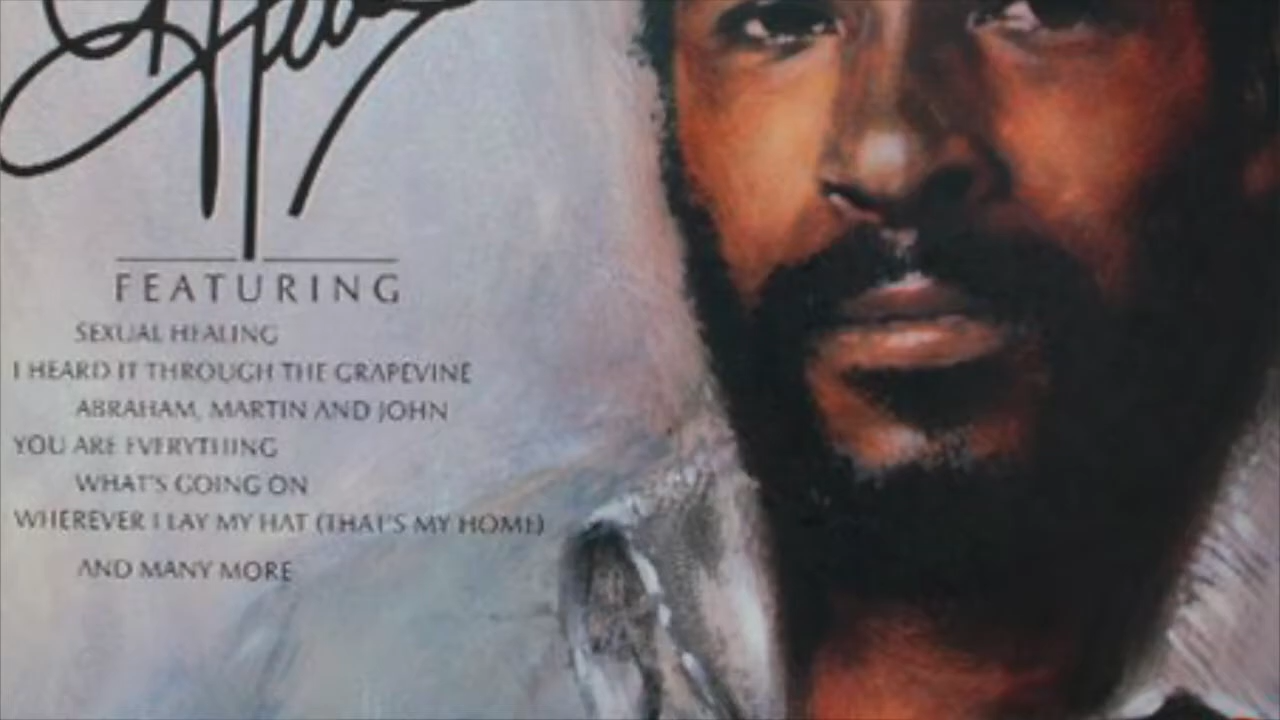 FEATURING
SEXUAL HEALING
I HEARD IT THROUGH THE GRAPEVINE
ABRAHAM, MARTIN AND JOHN
YOU ARE EVERYTHING
WHAT'S GOING ON
WHEREVER I LAY MY HAT (THAT'S MY HOME)
AND MANY MORE